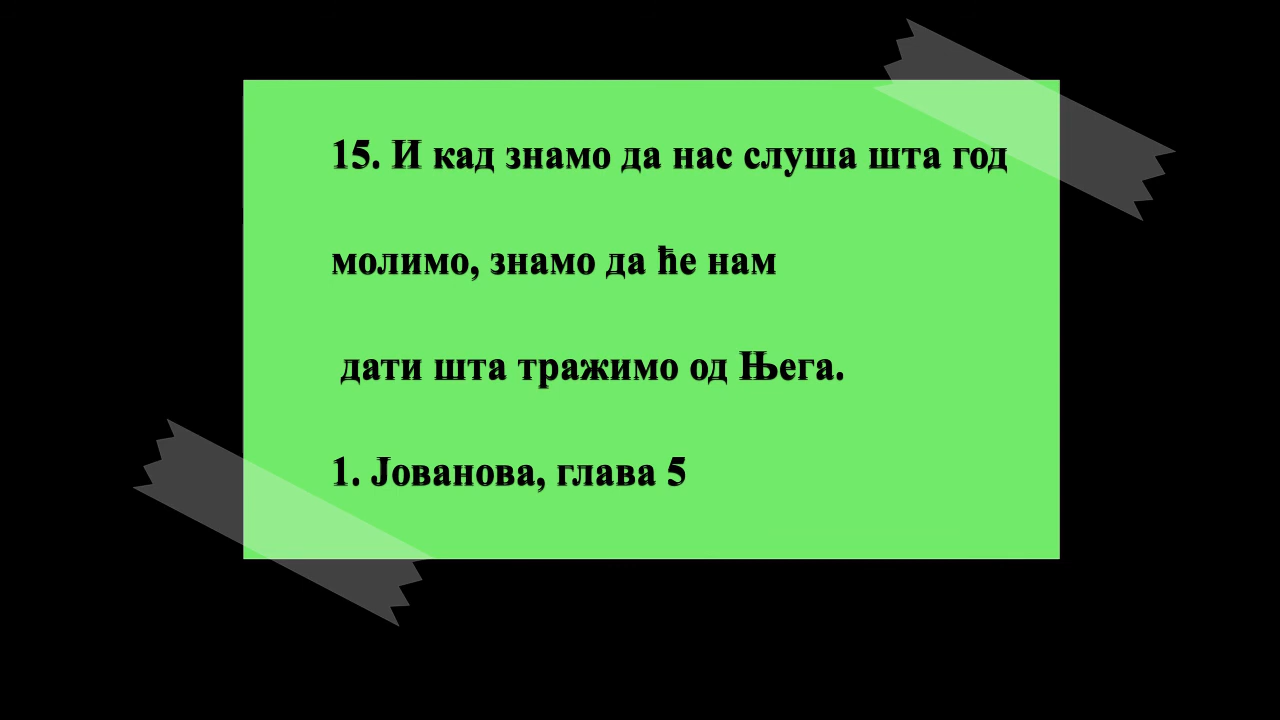 15. И кад знамо да нас слуша шта год
молимо, знамо да ће нам
дати шта тражимо од Њега.
1. Јованова, глава 5